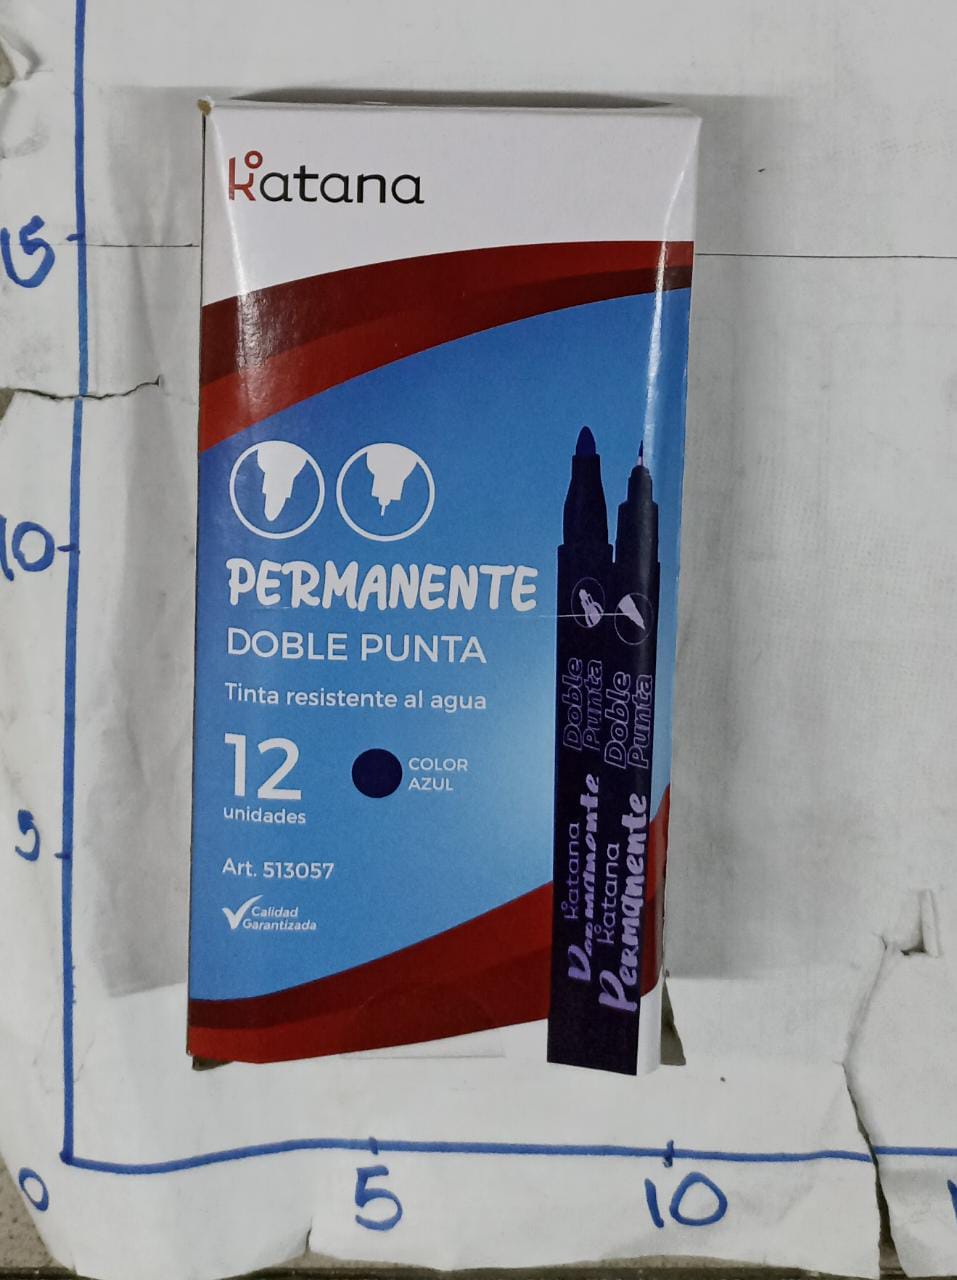 katana
15
10
5
0
5
10
PERMANENTE
DOBLE PUNTA
Tinta resistente al agua
12
unidades
COLOR
AZUL
Art. 513057
Calidad
Garantizada
katana
Permanente
Doble
Punta
katana
Permanente
Doble
Punta